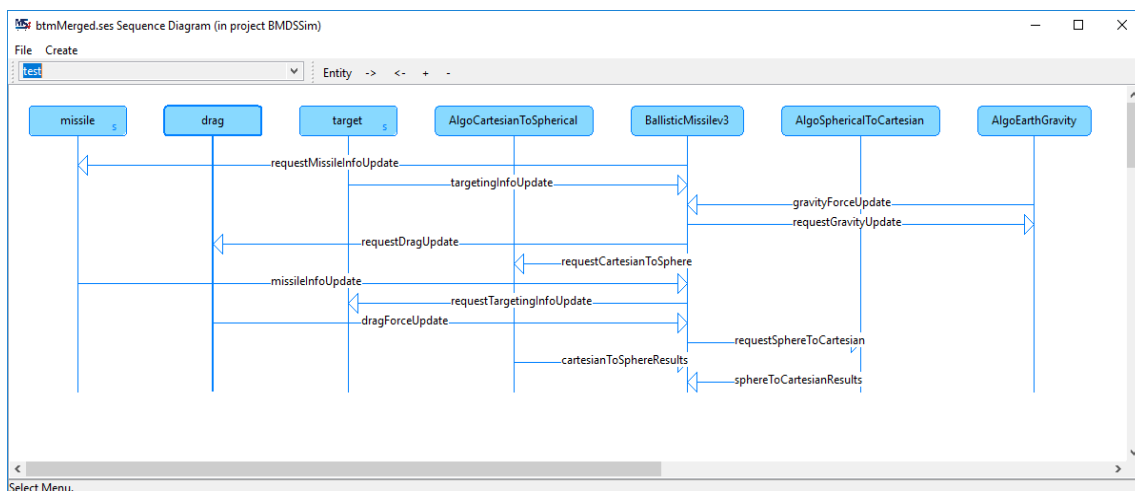 MS btmMerged.ses Sequence Diagram (in project BMDSSim)
File Create
test Entity -> <- + -
missile s drag target s AlgoCartesianToSpherical BallisticMissilev3 AlgoSphericalToCartesian AlgoEarthGravity
requestMissileInfoUpdate
targetingInfoUpdate
gravityForceUpdate
requestGravityUpdate
requestDragUpdate
requestCartesianToSphere
missileInfoUpdate
requestTargetingInfoUpdate
dragForceUpdate
requestSphereToCartesian
cartesianToSphereResults
sphereToCartesianResults
Select Menu.